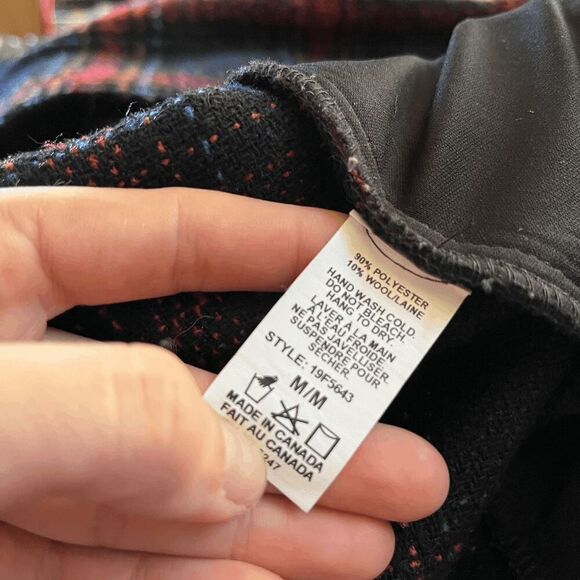 90% POLYESTER
10% WOOL/LAINE
HAND WASH COLD.
DO NOT BLEACH.
HANG TO DRY.
LAVER À LA MAIN
À L'EAU FROIDE.
NE PAS JAVELLISER.
SUSPENDRE POUR
SÉCHER.
STYLE: 19F5643
M/M
MADE IN CANADA
FAIT AU CANADA